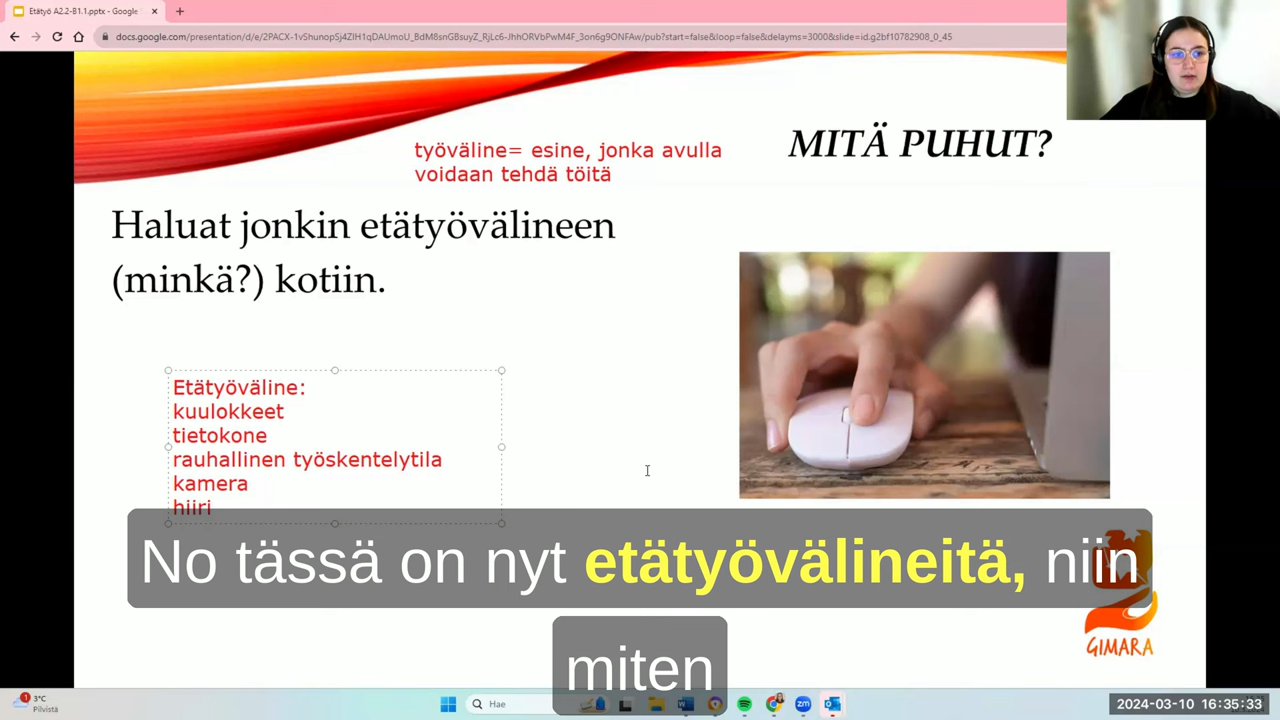 Etätyö A2.2-B1.1.pptx - Google
docs.google.com/presentation/d/e/2PACX-1vShunopSj4ZIH1qDAUmoU_BdM8snGBsuyZ_RjLc6-JhhORVbPwM4F_3on6g9ONFAw/pub?start=false&loop=false&delayms=3000&slide=id.g2bf10782908_0_45
työväline= esine, jonka avulla
voidaan tehdä töitä
MITÄ PUHUT?
Haluat jonkin etätyövälineen
(minkä?) kotiin.
Etätyöväline:
kuulokkeet
tietokone
rauhallinen työskentelytila
kamera
hiiri
No tässä on nyt etätyövälineitä, niin
miten
GIMARA
1
3°C
Pilvistä
Hae
zm
2024-03-10 16:35:33